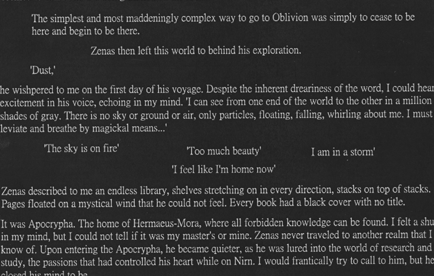 The simplest and most maddeningly complex way to go to Oblivion was simply to cease to be
here and begin to be there.
Zenas then left this world to behind his exploration.
'Dust,'
he wishpered to me on the first day of his voyage. Despite the inherent dreariness of the word, I could hear
excitement in his voice, echoing in my mind. 'I can see from one end of the world to the other in a million
shades of gray. There is no sky or ground or air, only particles, floating, falling, whirling about me. I must
leviate and breathe by magickal means...'
'The sky is on fire' 'Too much beauty' I am in a storm'
'I feel like I'm home now'
Zenas described to me an endless library, shelves stretching on in every direction, stacks on top of stacks.
Pages floated on a mystical wind that he could not feel. Every book had a black cover with no title.
It was Apocrypha. The home of Hermaeus-Mora, where all forbidden knowledge can be found. I felt a shu
in my mind, but I could not tell if it was my master's or mine. Zenas never traveled to another realm that I
know of. Upon entering the Apocrypha, he became quieter, as he was lured into the world of research and
study, the passions that had controlled his heart while on Nirn. I would frantically try to call to him, but he
closed his mind to be